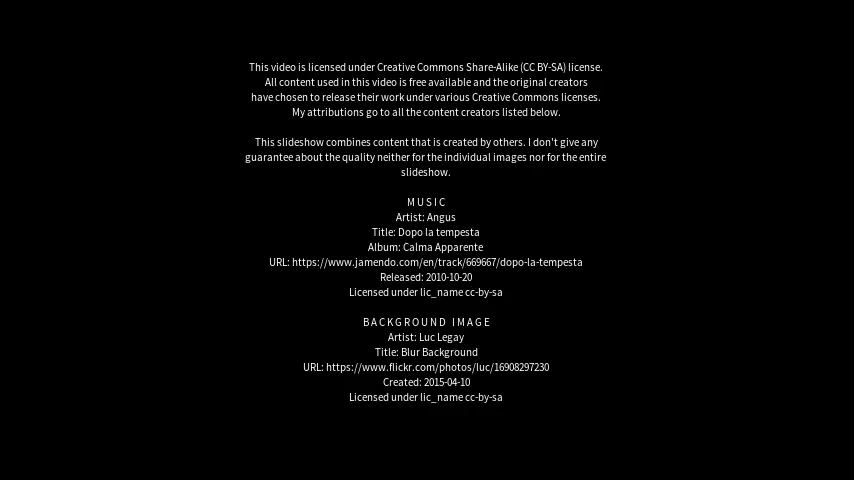 This video is licensed under Creative Commons Share-Alike (CC BY-SA) license.
All content used in this video is free available and the original creators
have chosen to release their work under various Creative Commons licenses.
My attributions go to all the content creators listed below.
This slideshow combines content that is created by others. I don't give any
guarantee about the quality neither for the individual images nor for the entire
slideshow.
MUSIC
Artist: Angus
Title: Dopo la tempesta
Album: Calma Apparente
URL: https://www.jamendo.com/en/track/669667/dopo-la-tempesta
Released: 2010-10-20
Licensed under lic_name cc-by-sa
BACKGROUND IMAGE
Artist: Luc Legay
Title: Blur Background
URL: https://www.flickr.com/photos/luc/16908297230
Created: 2015-04-10
Licensed under lic_name cc-by-sa